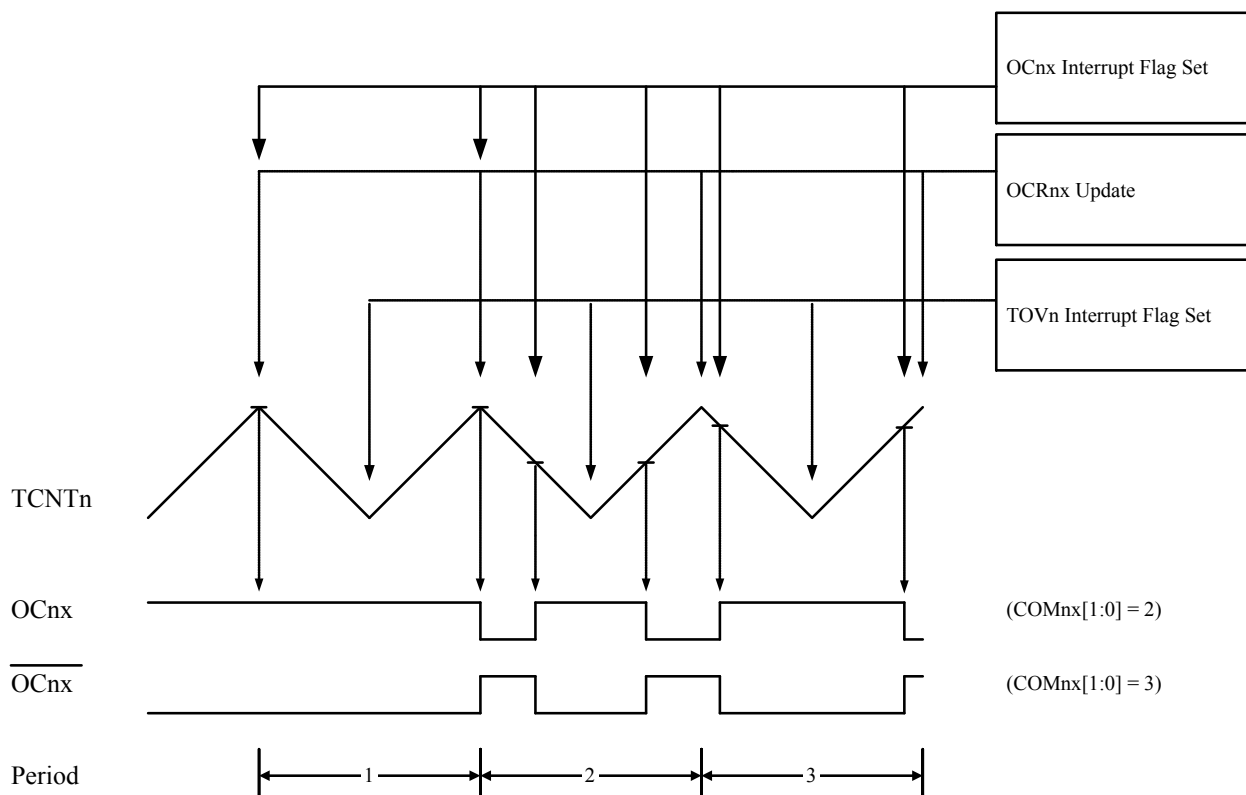 OCnx Interrupt Flag Set
OCRnx Update
TOVn Interrupt Flag Set
TCNTn
OCnx
(COMnx[1:0] = 2)
OCnx
(COMnx[1:0] = 3)
Period
1
2
3